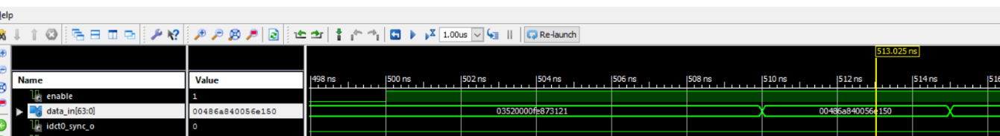 elp
1.00us Re-launch
513.025 ns
Name Value
498 ns 500 ns 502 ns 504 ns 506 ns 508 ns 510 ns 512 ns 514 ns 516
enable 1
data_in[63:0] 00486a840056e150 03520000fe873121 00486a840056e150
idct0_sync_o 0